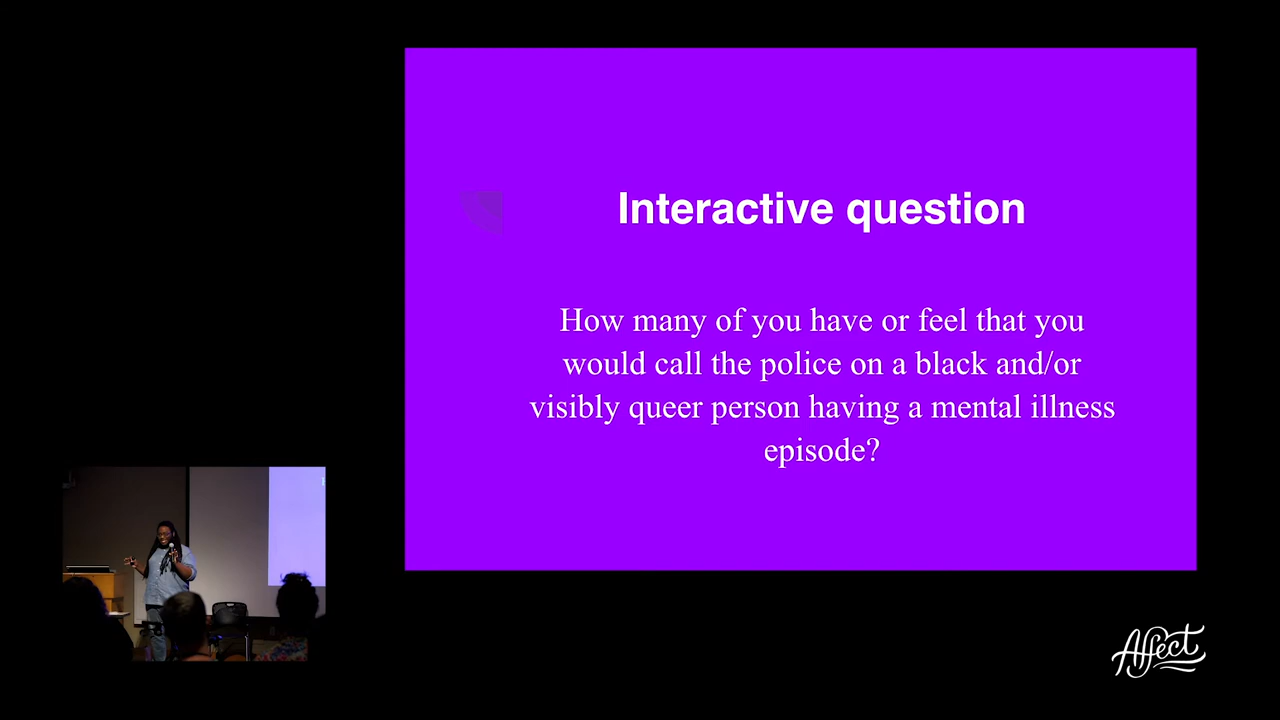 Interactive question
How many of you have or feel that you
would call the police on a black and/or
visibly queer person having a mental illness
episode?
Affect